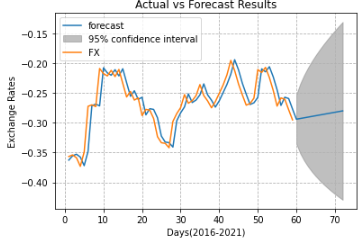 Actual vs Forecast Results
forecast
95% confidence interval
FX
Exchange Rates
−0.15
−0.20
−0.25
−0.30
−0.35
−0.40
0
10
20
30
40
50
60
70
Days(2016-2021)